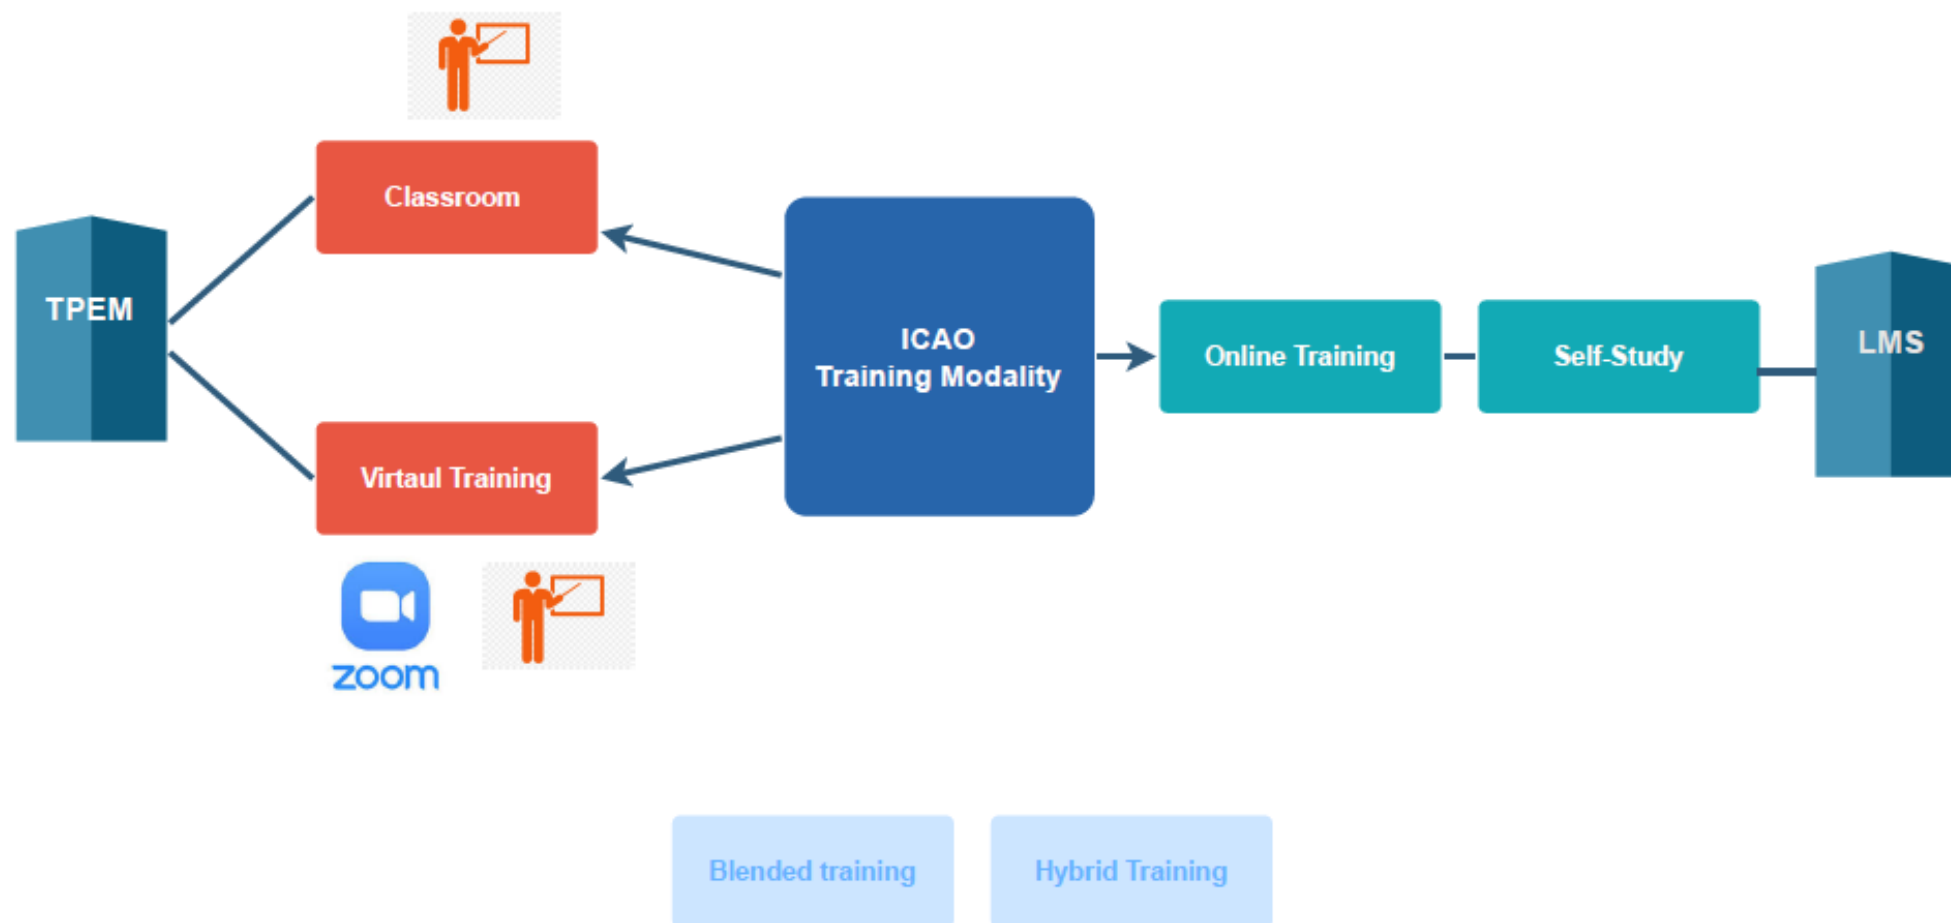 Classroom
TPEM
ICAO
Training Modality
Online Training
Self-Study
LMS
Virtaul Training
zoom
Blended training
Hybrid Training